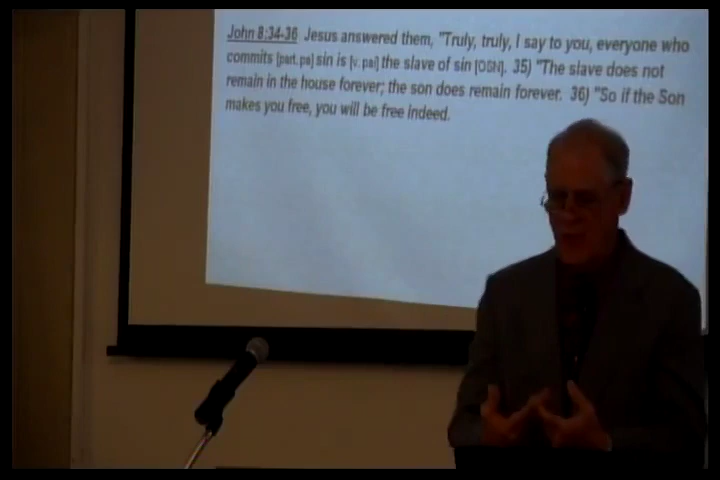 John 8:34-36 Jesus answered them, "Truly, truly, I say to you, everyone who
commits [part. pa] sin is [v. pai] the slave of sin [OSN]. 35) "The slave does not
remain in the house forever; the son does remain forever. 36) "So if the Son
makes you free, you will be free indeed.